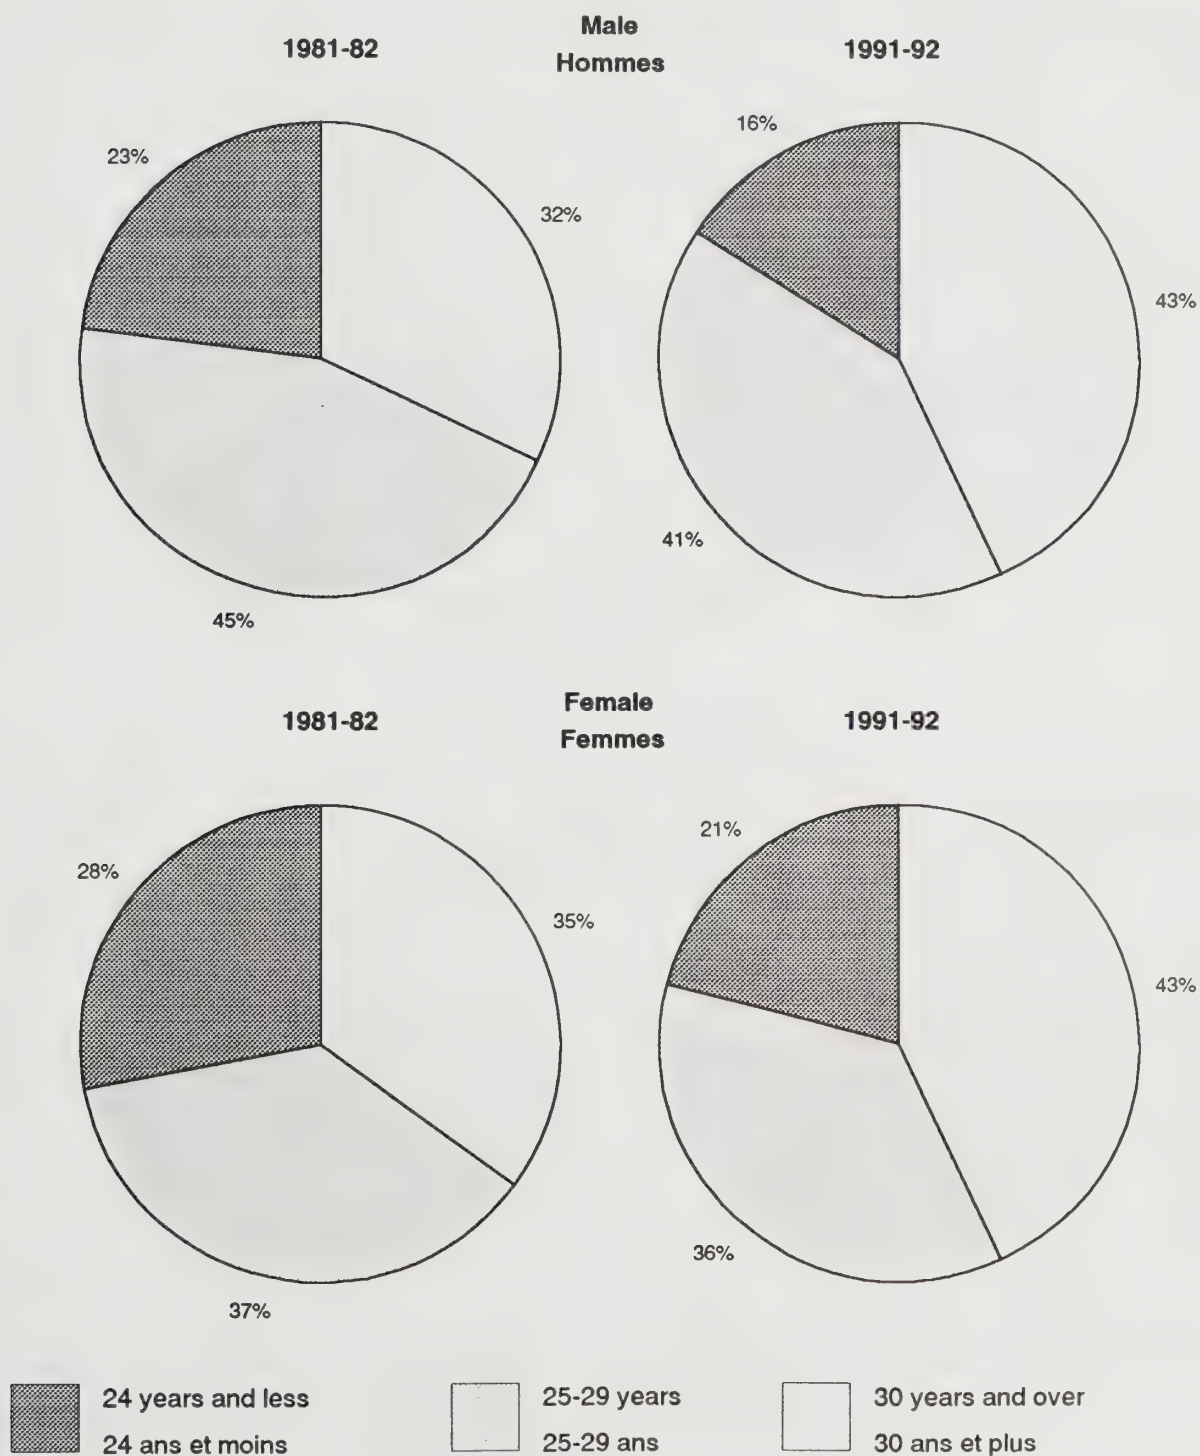 Male
Hommes
1981-82
1991-92
23%
32%
45%
16%
43%
41%
Female
Femmes
1981-82
1991-92
28%
35%
37%
21%
43%
36%
24 years and less
24 ans et moins
25-29 years
25-29 ans
30 years and over
30 ans et plus